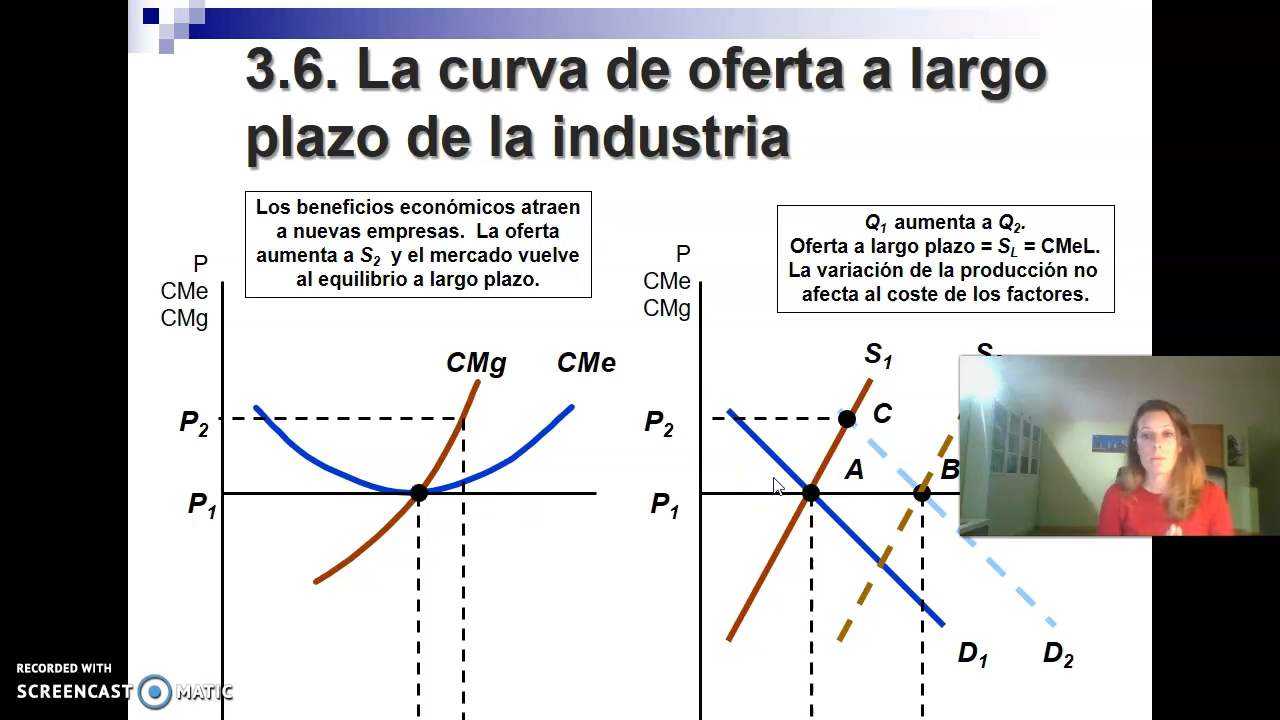 3.6. La curva de oferta a largo
plazo de la industria
Los beneficios económicos atraen
a nuevas empresas. La oferta
aumenta a S2 y el mercado vuelve
al equilibrio a largo plazo.
Q1 aumenta a Q2.
Oferta a largo plazo = SL = CMeL.
La variación de la producción no
afecta al coste de los factores.
P
CMe
CMg
CMg
CMe
P2
P1
P
CMe
CMg
S1
P2
C
A
B
P1
D1
D2
RECORDED WITH
SCREENCAST MATIC